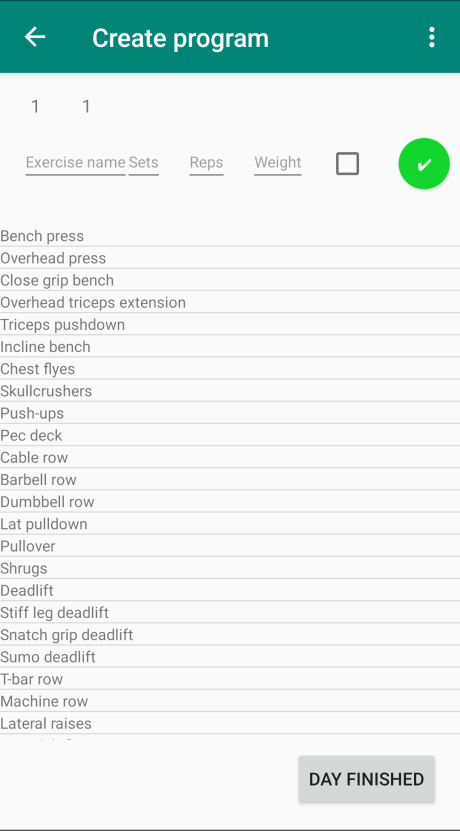 Create program
1 1
Exercise name Sets Reps Weight
Bench press
Overhead press
Close grip bench
Overhead triceps extension
Triceps pushdown
Incline bench
Chest flyes
Skullcrushers
Push-ups
Pec deck
Cable row
Barbell row
Dumbbell row
Lat pulldown
Pullover
Shrugs
Deadlift
Stiff leg deadlift
Snatch grip deadlift
Sumo deadlift
T-bar row
Machine row
Lateral raises
DAY FINISHED